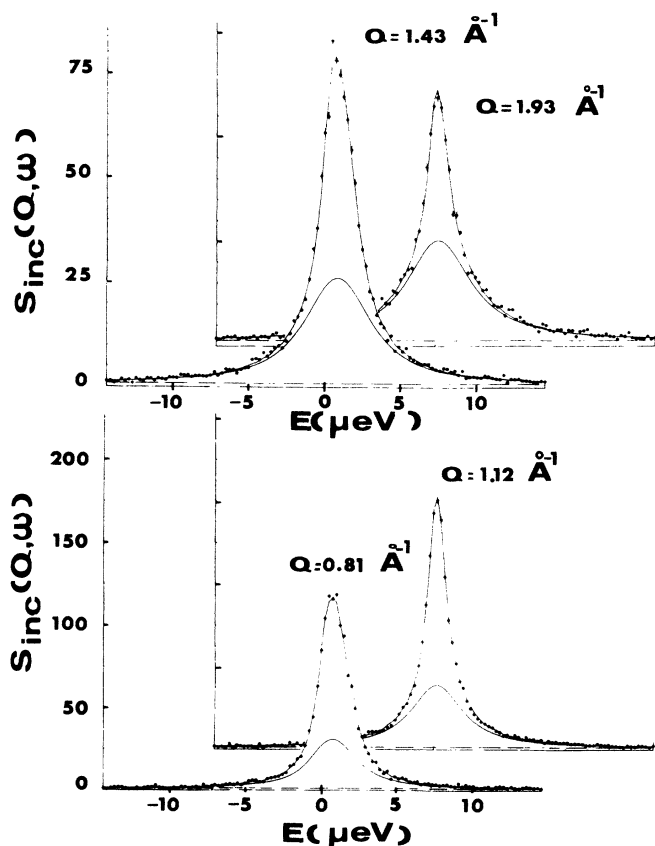 Q=1.43 Å-1
75
Q=1.93 Å-1
50
Sinc(Q,ω)
25
0
-10 -5 0 5 10
E(μeV)
200
Q=1.12 Å-1
150
Q=0.81 Å-1
Sinc(Q,ω)
100
50
0
-10 -5 0 5 10
E(μeV)